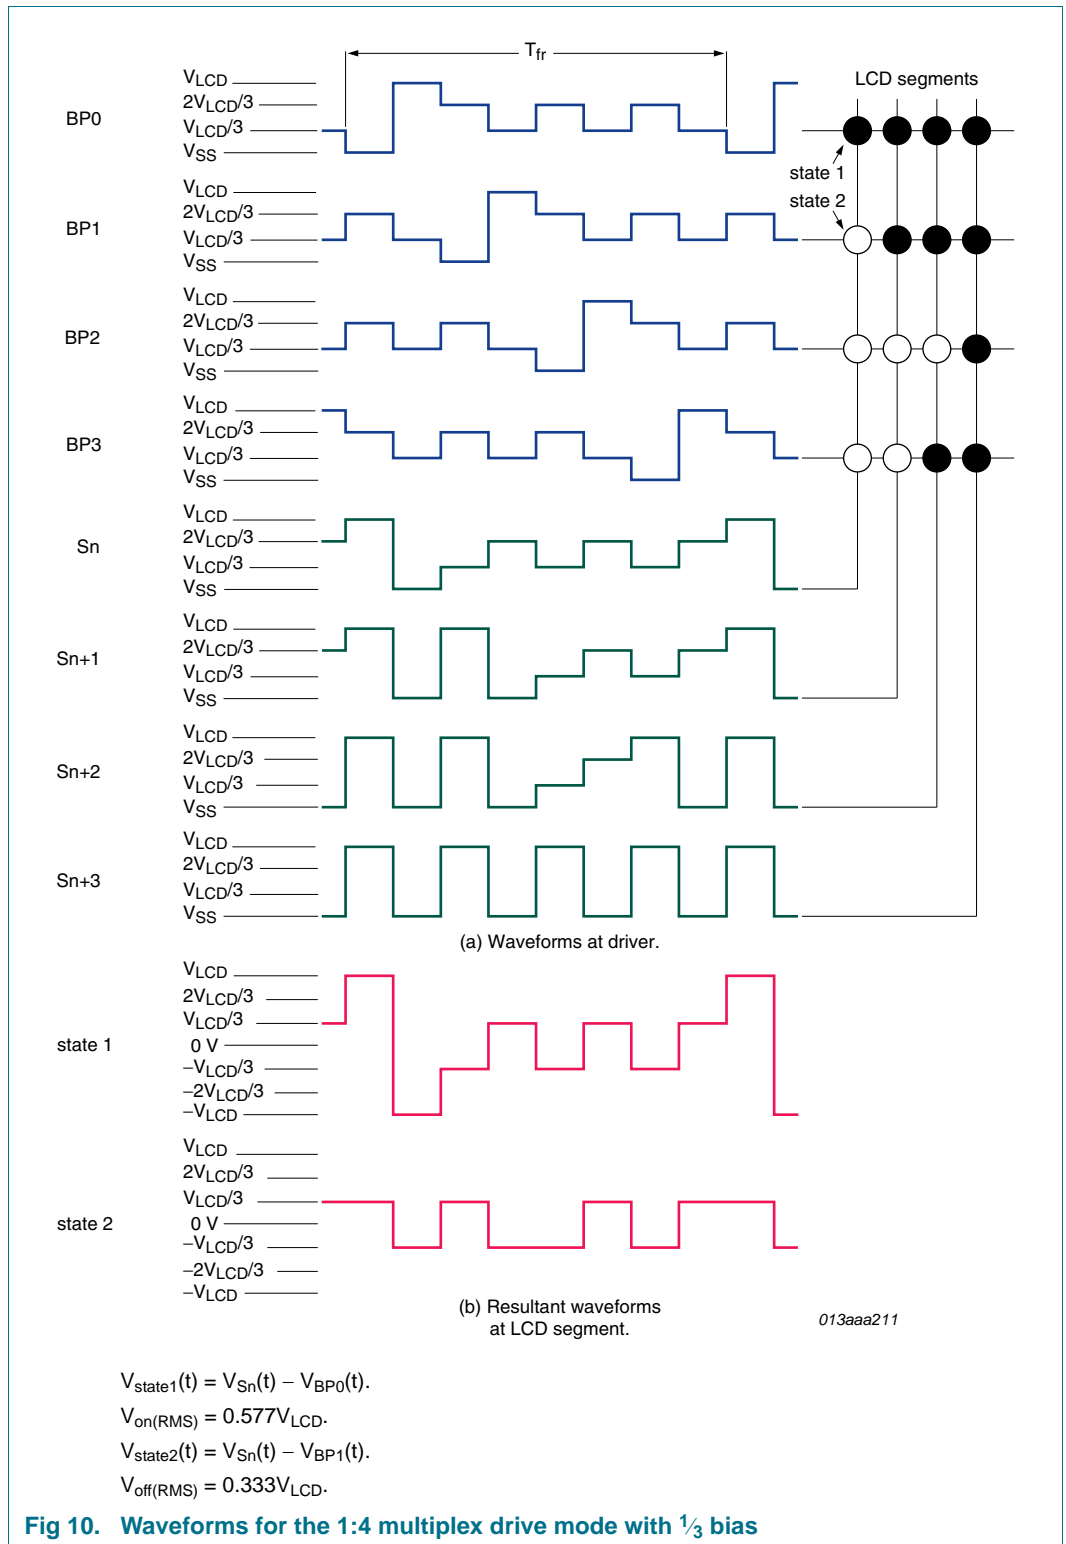 Tfr
LCD segments
BP0
VLCD
2VLCD/3
VLCD/3
VSS
state 1
state 2
BP1
VLCD
2VLCD/3
VLCD/3
VSS
BP2
VLCD
2VLCD/3
VLCD/3
VSS
BP3
VLCD
2VLCD/3
VLCD/3
VSS
Sn
VLCD
2VLCD/3
VLCD/3
VSS
Sn+1
VLCD
2VLCD/3
VLCD/3
VSS
Sn+2
VLCD
2VLCD/3
VLCD/3
VSS
Sn+3
VLCD
2VLCD/3
VLCD/3
VSS
(a) Waveforms at driver.
state 1
VLCD
2VLCD/3
VLCD/3
0 V
−VLCD/3
−2VLCD/3
−VLCD
state 2
VLCD
2VLCD/3
VLCD/3
0 V
−VLCD/3
−2VLCD/3
−VLCD
(b) Resultant waveforms
at LCD segment.
013aaa211
Vstate1(t) = VSn(t) − VBP0(t).
Von(RMS) = 0.577VLCD.
Vstate2(t) = VSn(t) − VBP1(t).
Voff(RMS) = 0.333VLCD.
Fig 10. Waveforms for the 1:4 multiplex drive mode with 1⁄3 bias